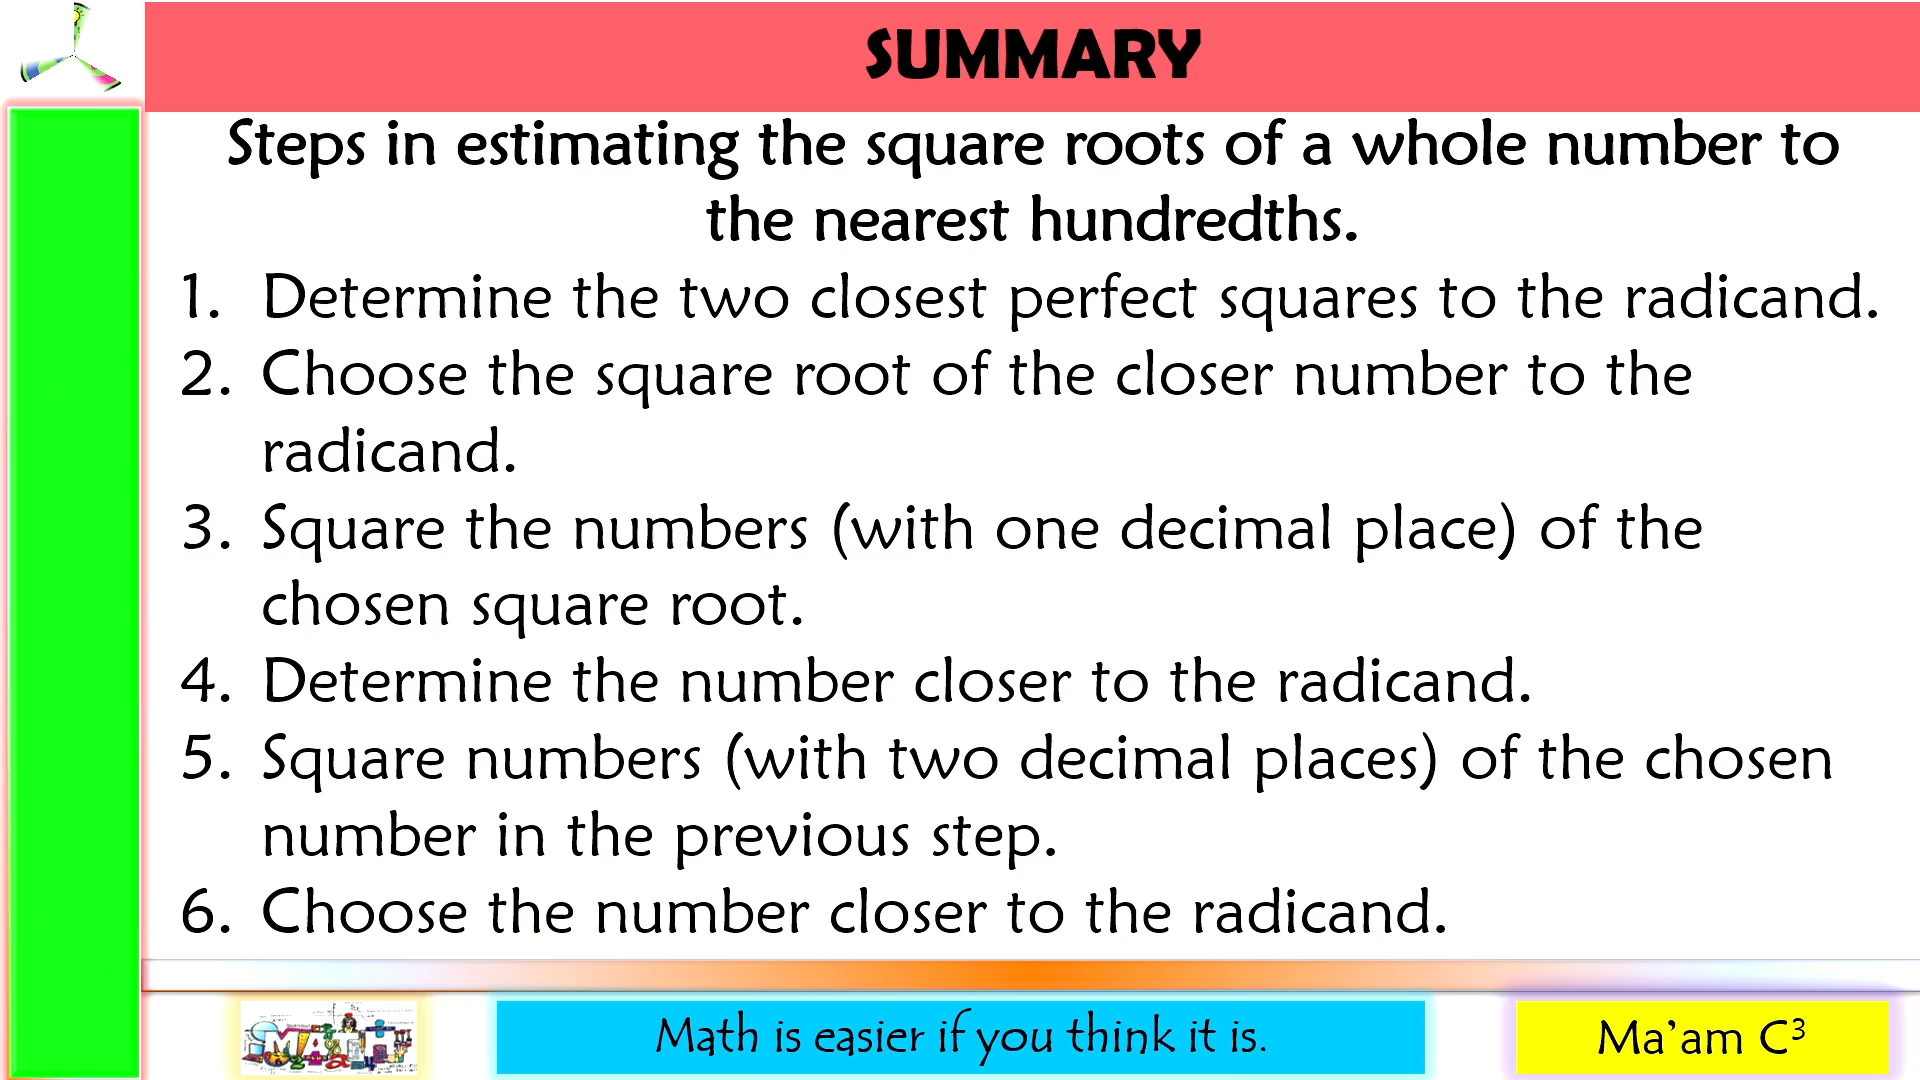 SUMMARY
Steps in estimating the square roots of a whole number to
the nearest hundredths.
1. Determine the two closest perfect squares to the radicand.
2. Choose the square root of the closer number to the
radicand.
3. Square the numbers (with one decimal place) of the
chosen square root.
4. Determine the number closer to the radicand.
5. Square numbers (with two decimal places) of the chosen
number in the previous step.
6. Choose the number closer to the radicand.
MATH
Math is easier if you think it is.
Ma’am C³